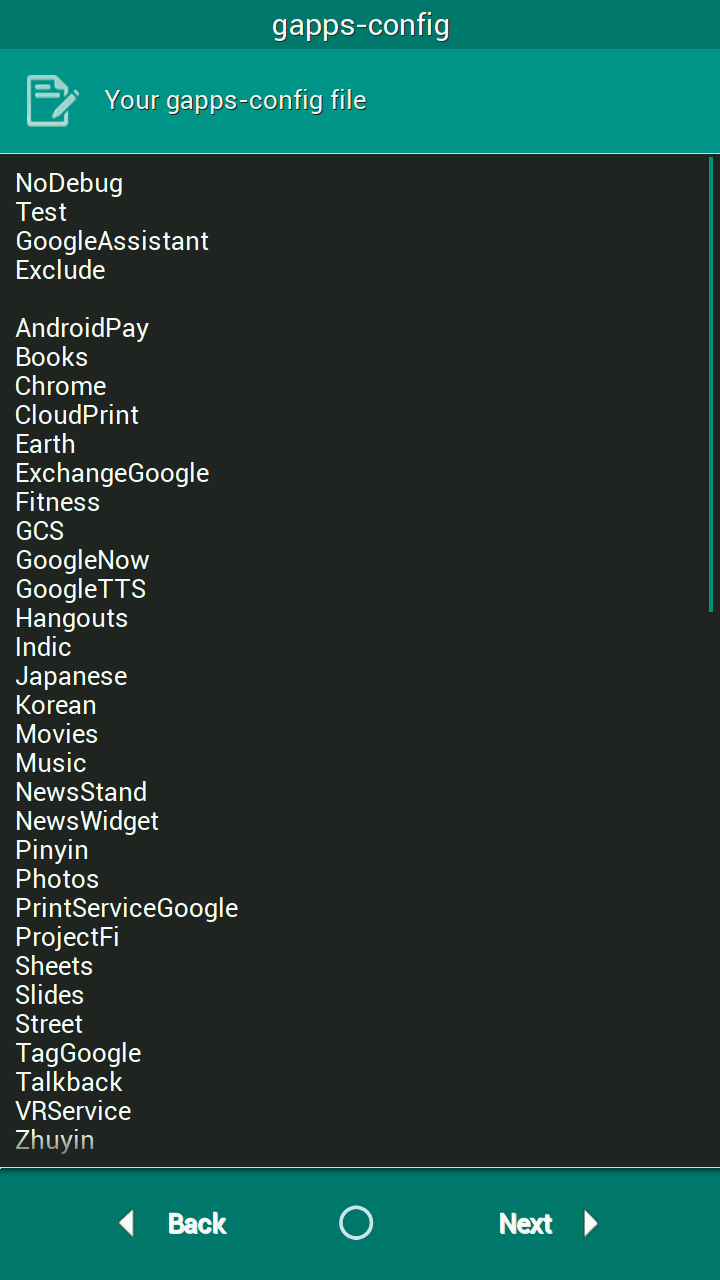 gapps-config
Your gapps-config file
NoDebug
Test
GoogleAssistant
Exclude
AndroidPay
Books
Chrome
CloudPrint
Earth
ExchangeGoogle
Fitness
GCS
GoogleNow
GoogleTTS
Hangouts
Indic
Japanese
Korean
Movies
Music
NewsStand
NewsWidget
Pinyin
Photos
PrintServiceGoogle
ProjectFi
Sheets
Slides
Street
TagGoogle
Talkback
VRService
Zhuyin
Back Next